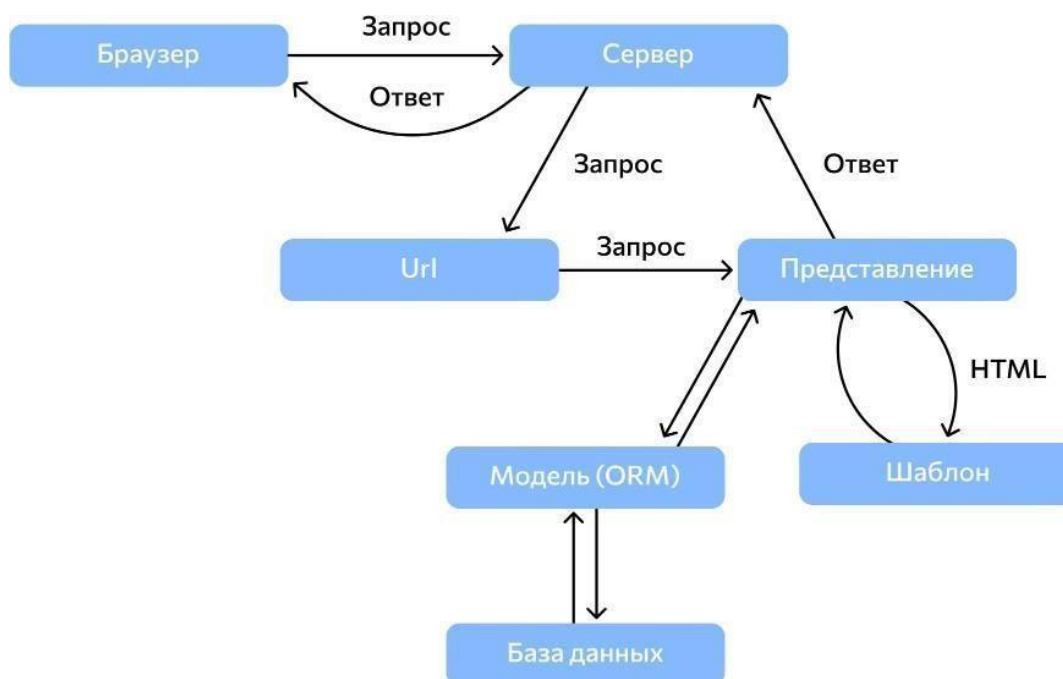 Запрос
Браузер
Сервер
Ответ
Запрос
Ответ
Url
Запрос
Представление
HTML
Модель (ORM)
Шаблон
База данных